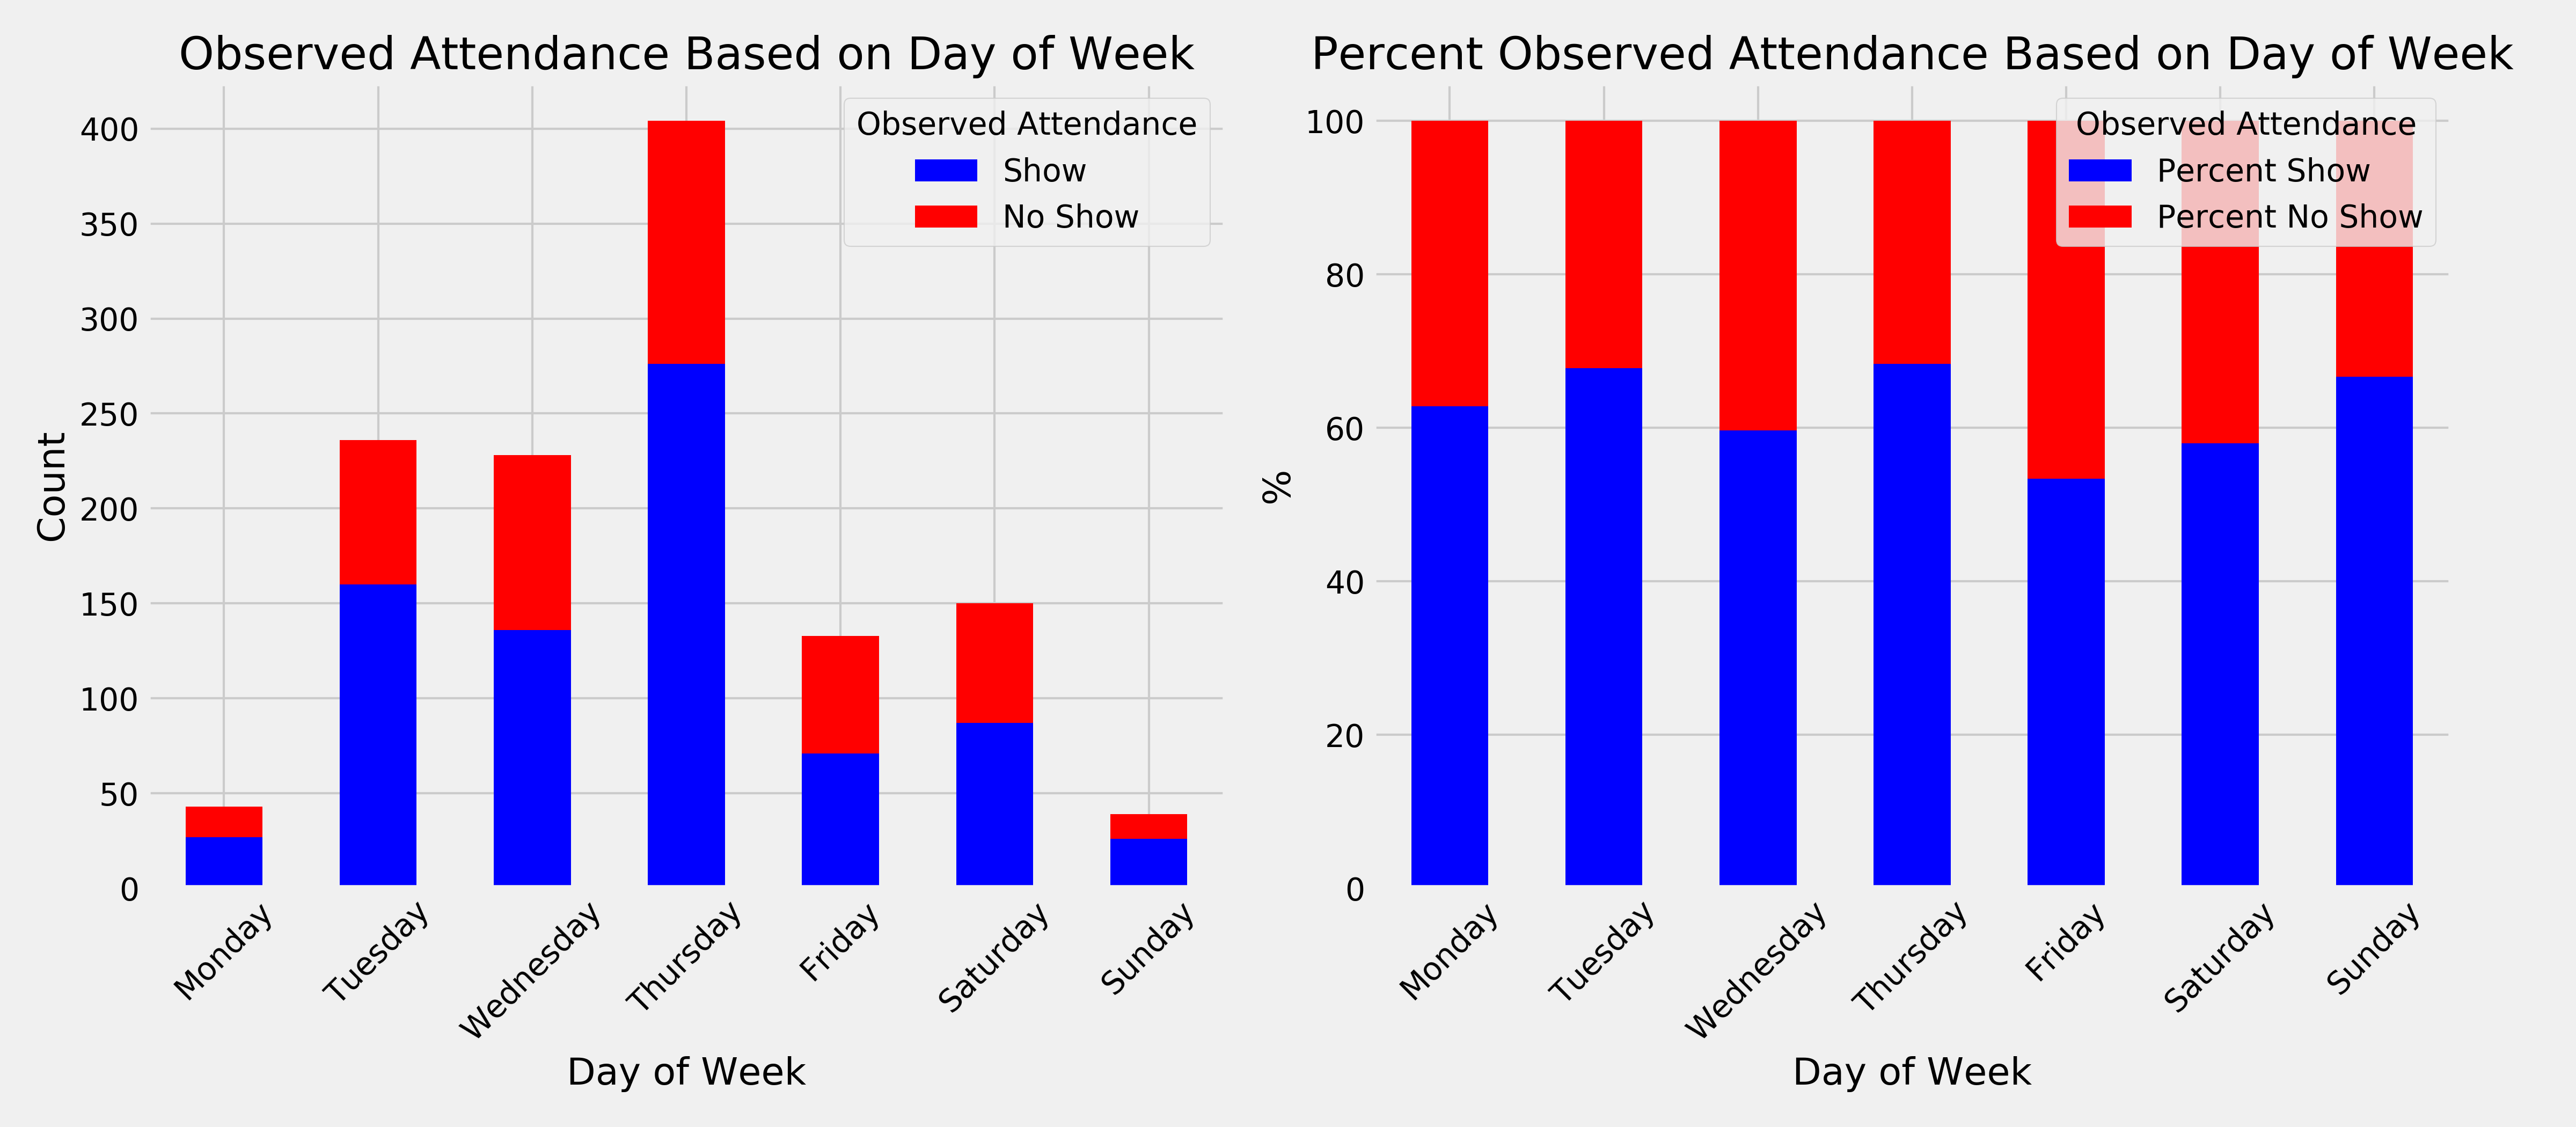 Observed Attendance Based on Day of Week
Observed Attendance
Show
No Show
Count
400
350
300
250
200
150
100
50
0
Monday
Tuesday
Wednesday
Thursday
Friday
Saturday
Sunday
Day of Week
Percent Observed Attendance Based on Day of Week
Observed Attendance
Percent Show
Percent No Show
%
100
80
60
40
20
0
Monday
Tuesday
Wednesday
Thursday
Friday
Saturday
Sunday
Day of Week